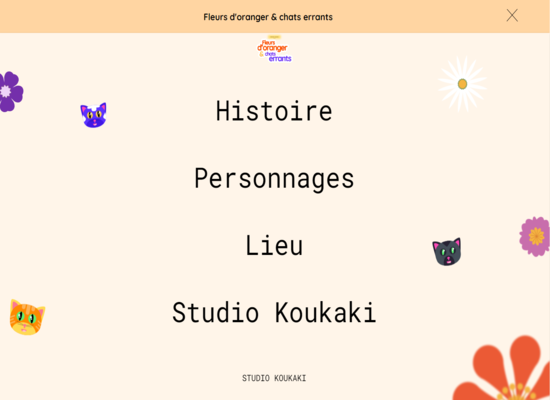 Fleurs d'oranger & chats errants
Fleurs
d'oranger
& chats
errants
Histoire
Personnages
Lieu
Studio Koukaki
STUDIO KOUKAKI